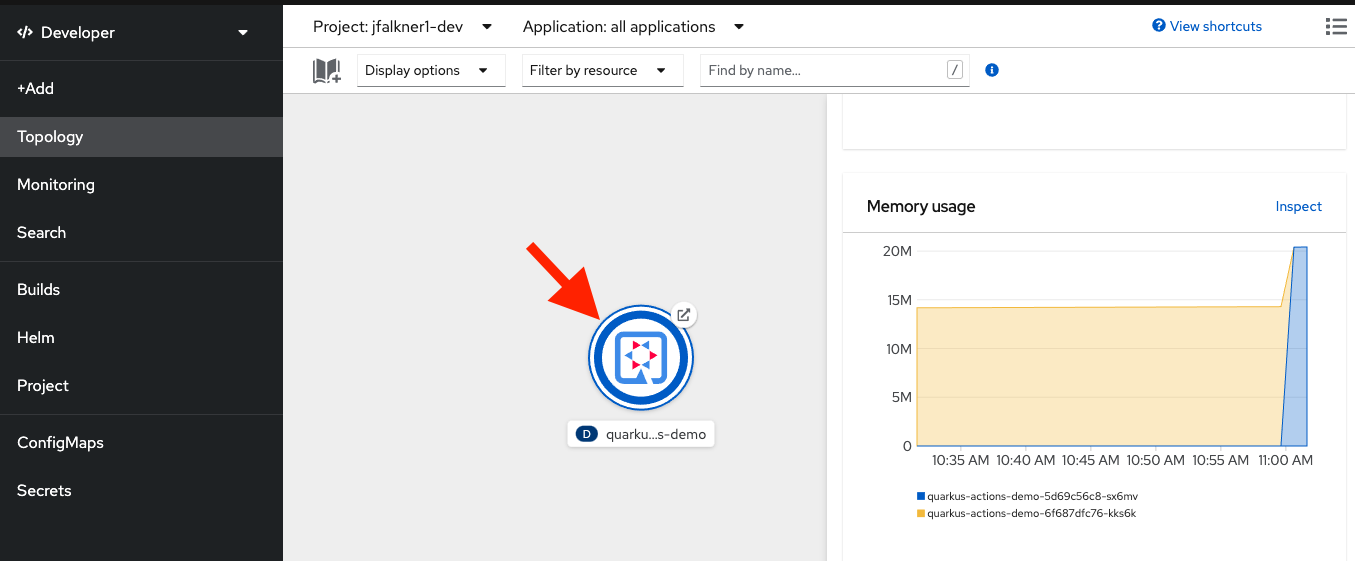 Developer
+Add
Topology
Monitoring
Search
Builds
Helm
Project
ConfigMaps
Secrets
Project: jfalkner1-dev
Application: all applications
View shortcuts
Display options
Filter by resource
Find by name...
/
D quarku...s-demo
Memory usage
Inspect
20M
15M
10M
5M
0
10:35 AM 10:40 AM 10:45 AM 10:50 AM 10:55 AM 11:00 AM
quarkus-actions-demo-5d69c56c8-sx6mv
quarkus-actions-demo-6f687dfc76-kks6k